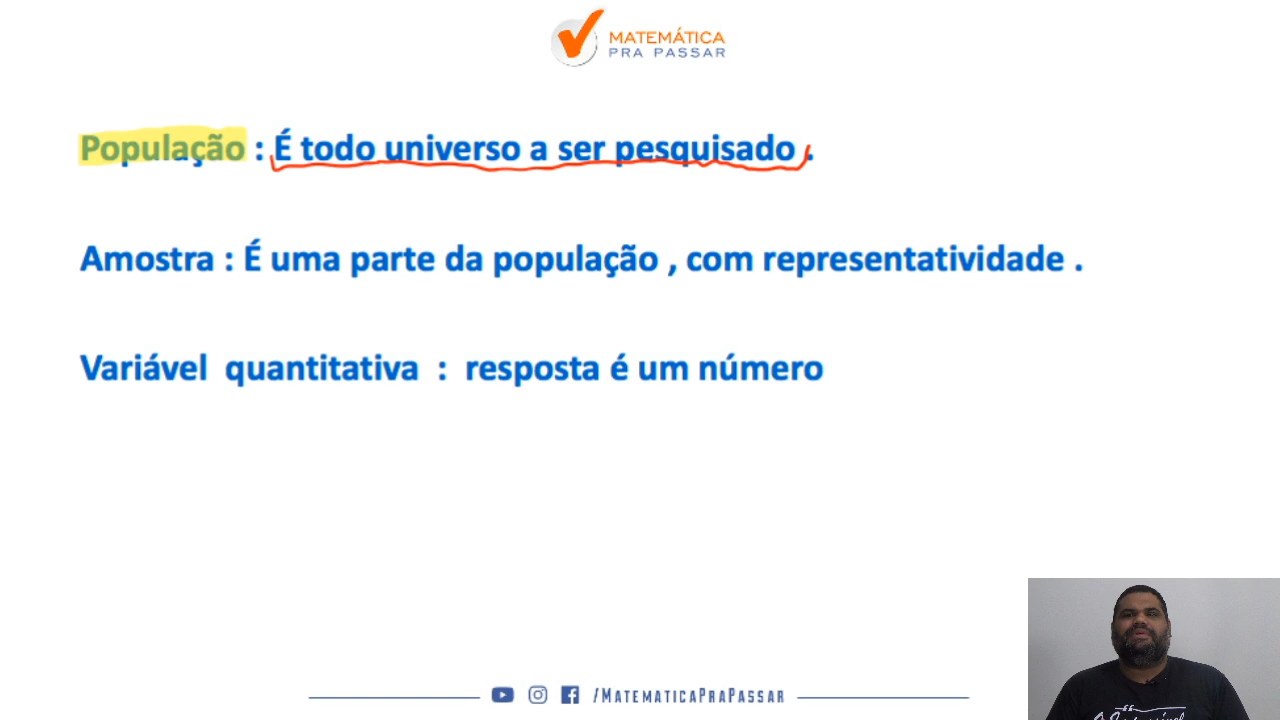 MATEMÁTICA
PRA PASSAR
População : É todo universo a ser pesquisado .
Amostra : É uma parte da população , com representatividade .
Variável quantitativa : resposta é um número
/MatematicaPraPassar